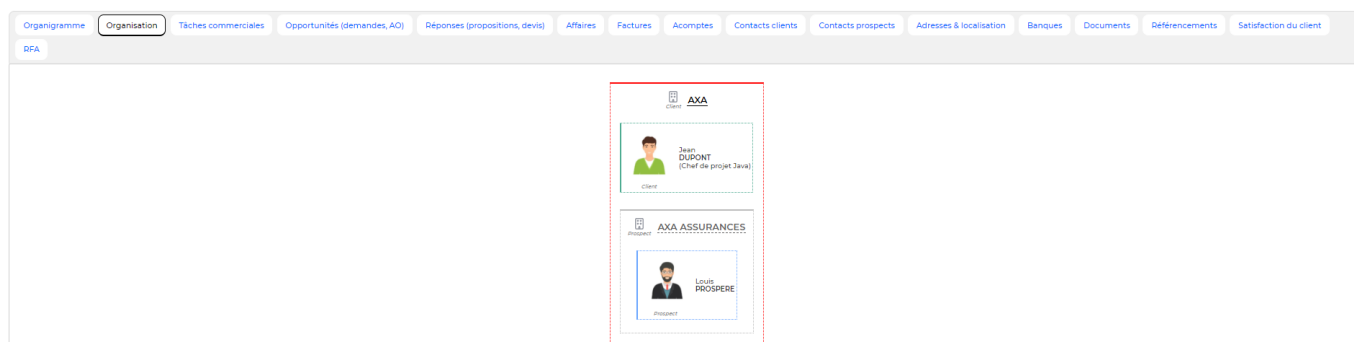 Organigramme Organisation Tâches commerciales Opportunités (demandes, AO) Réponses (propositions, devis) Affaires Factures Acomptes Contacts clients Contacts prospects Adresses & localisation Banques Documents Référencements Satisfaction du client
RFA
AXA
Client
Jean
DUPONT
(Chef de projet Java)
Client
AXA ASSURANCES
Prospect
Louis
PROSPERE
Prospect